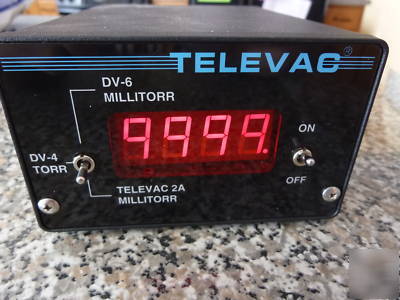 TELEVAC®
DV-6
MILLITORR
9999.
ON
DV-4
TORR
TELEVAC 2A
MILLITORR
OFF